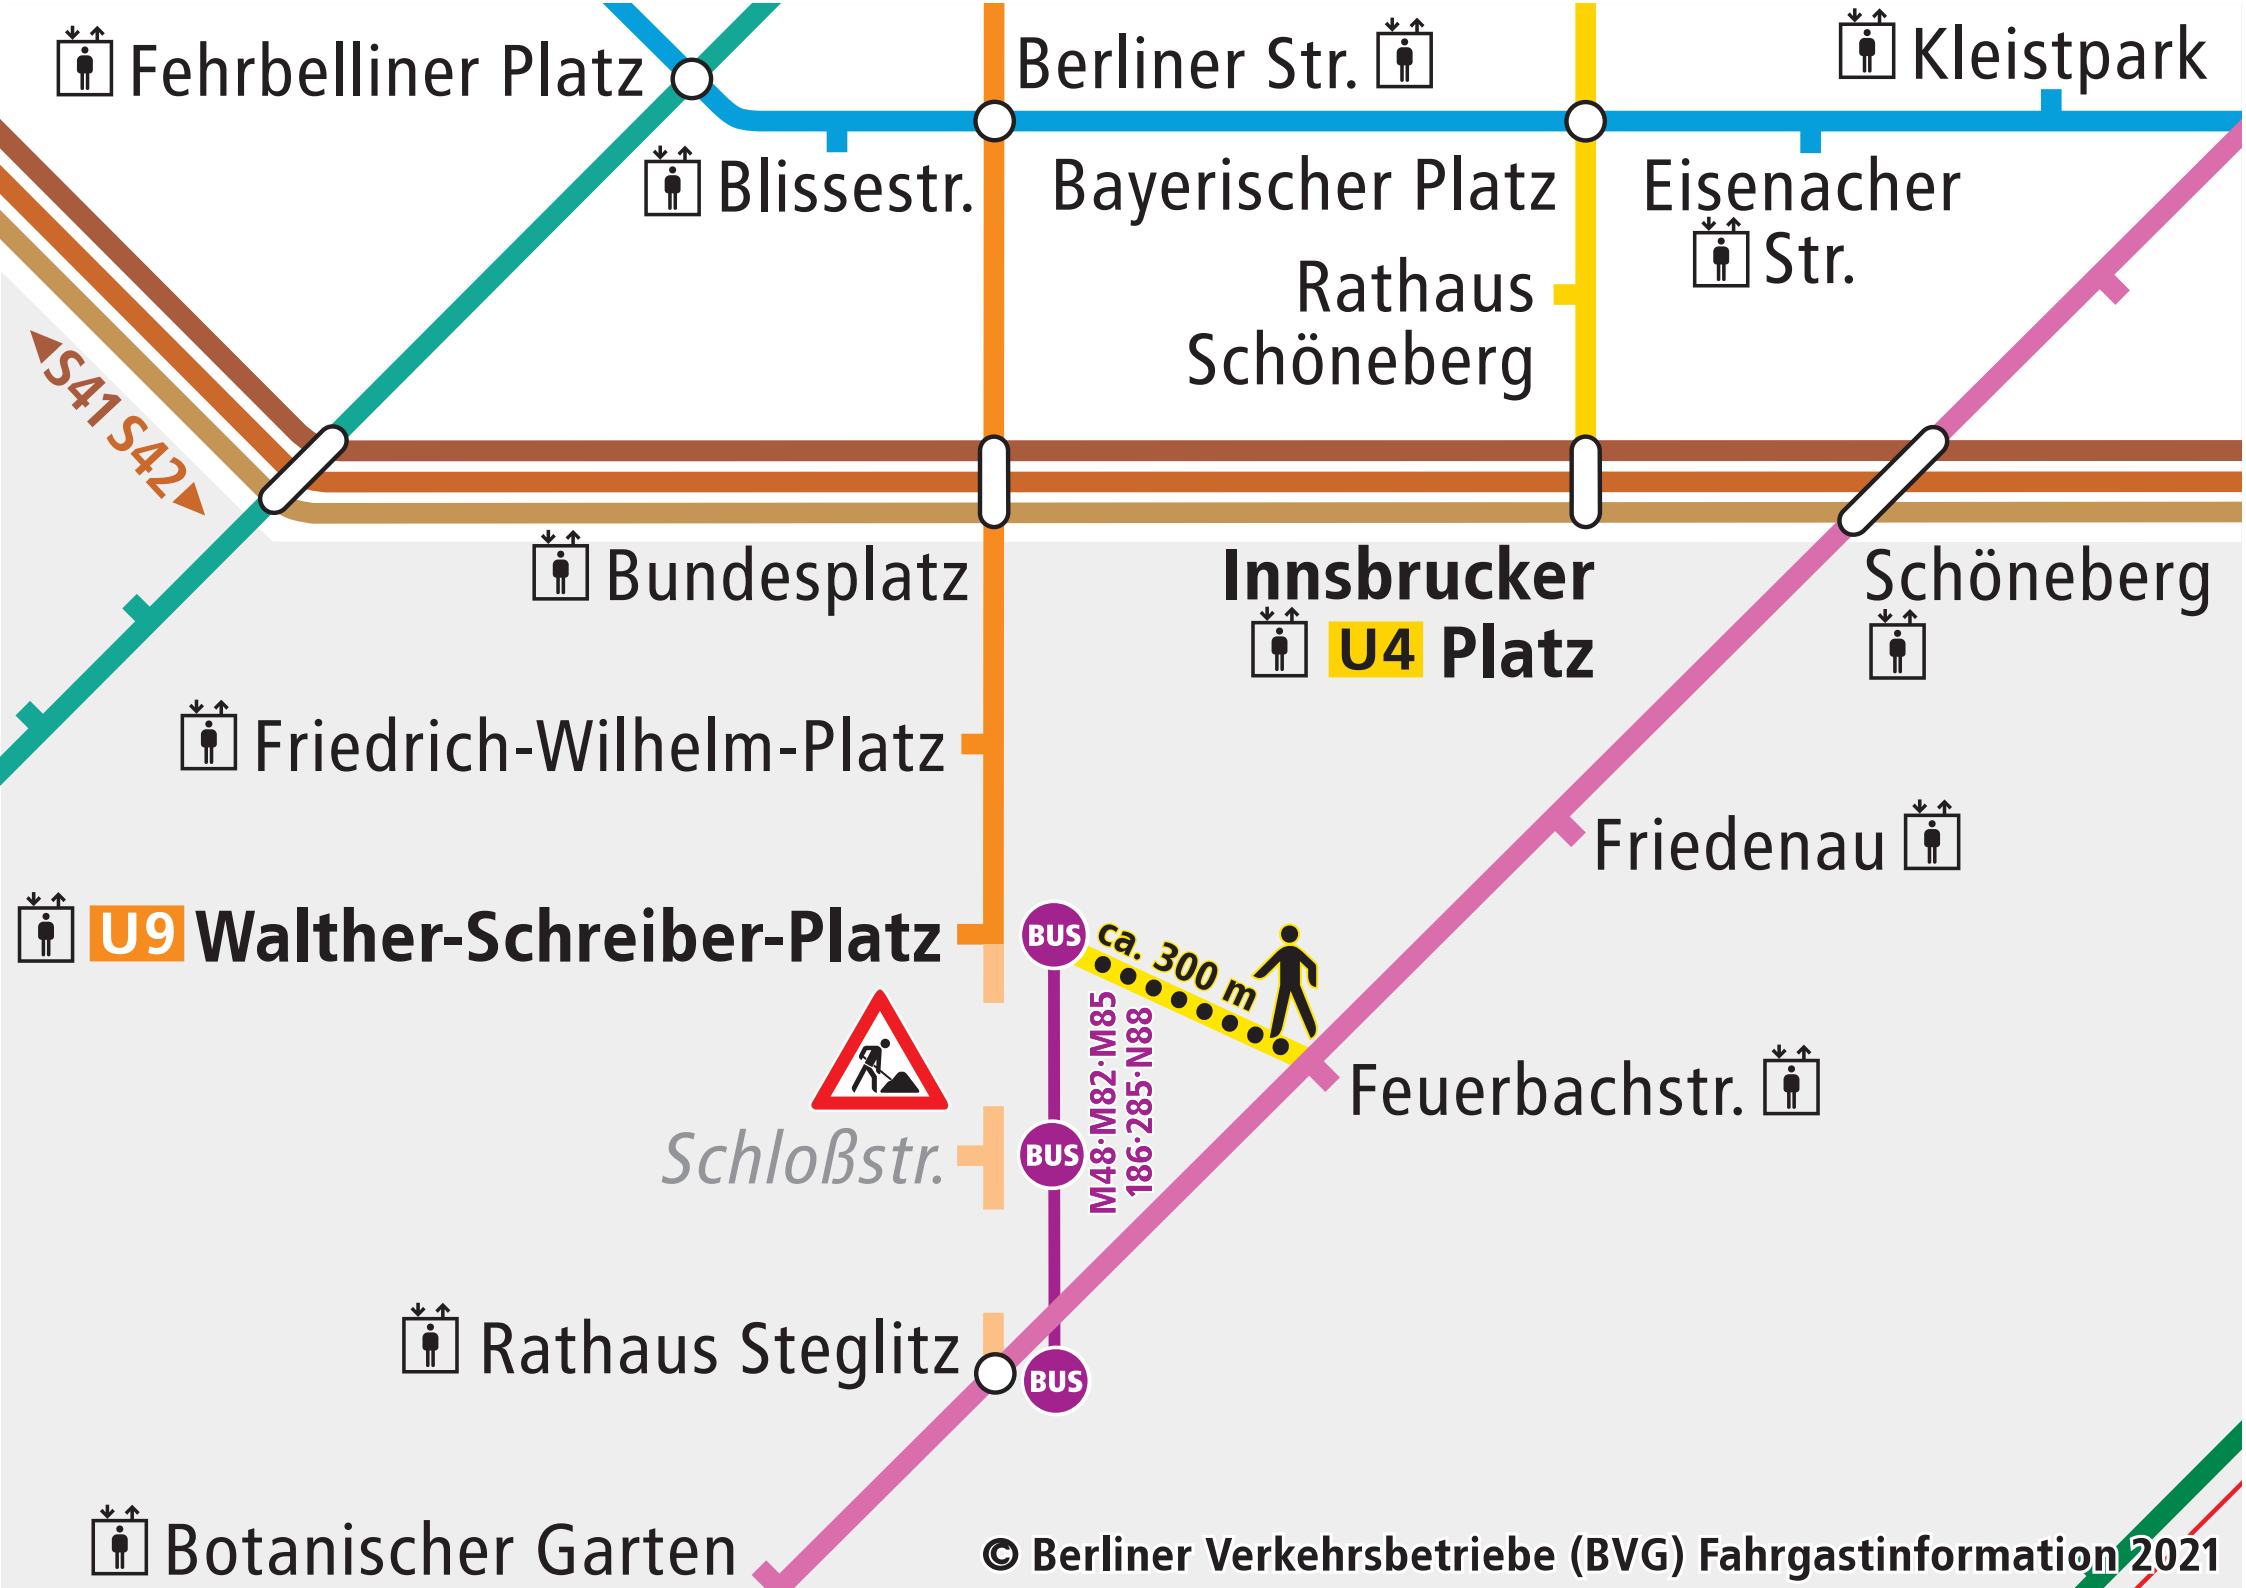 Fehrbelliner Platz
Berliner Str.
Kleistpark
Blissestr.
Bayerischer Platz
Eisenacher
Str.
Rathaus
Schöneberg
S41 S42
Bundesplatz
Innsbrucker
U4 Platz
Schöneberg
Friedrich-Wilhelm-Platz
Friedenau
U9 Walther-Schreiber-Platz
BUS
ca. 300 m
M48·M82·M85
186·285·N88
Feuerbachstr.
Schloßstr.
BUS
Rathaus Steglitz
BUS
Botanischer Garten
© Berliner Verkehrsbetriebe (BVG) Fahrgastinformation 2021